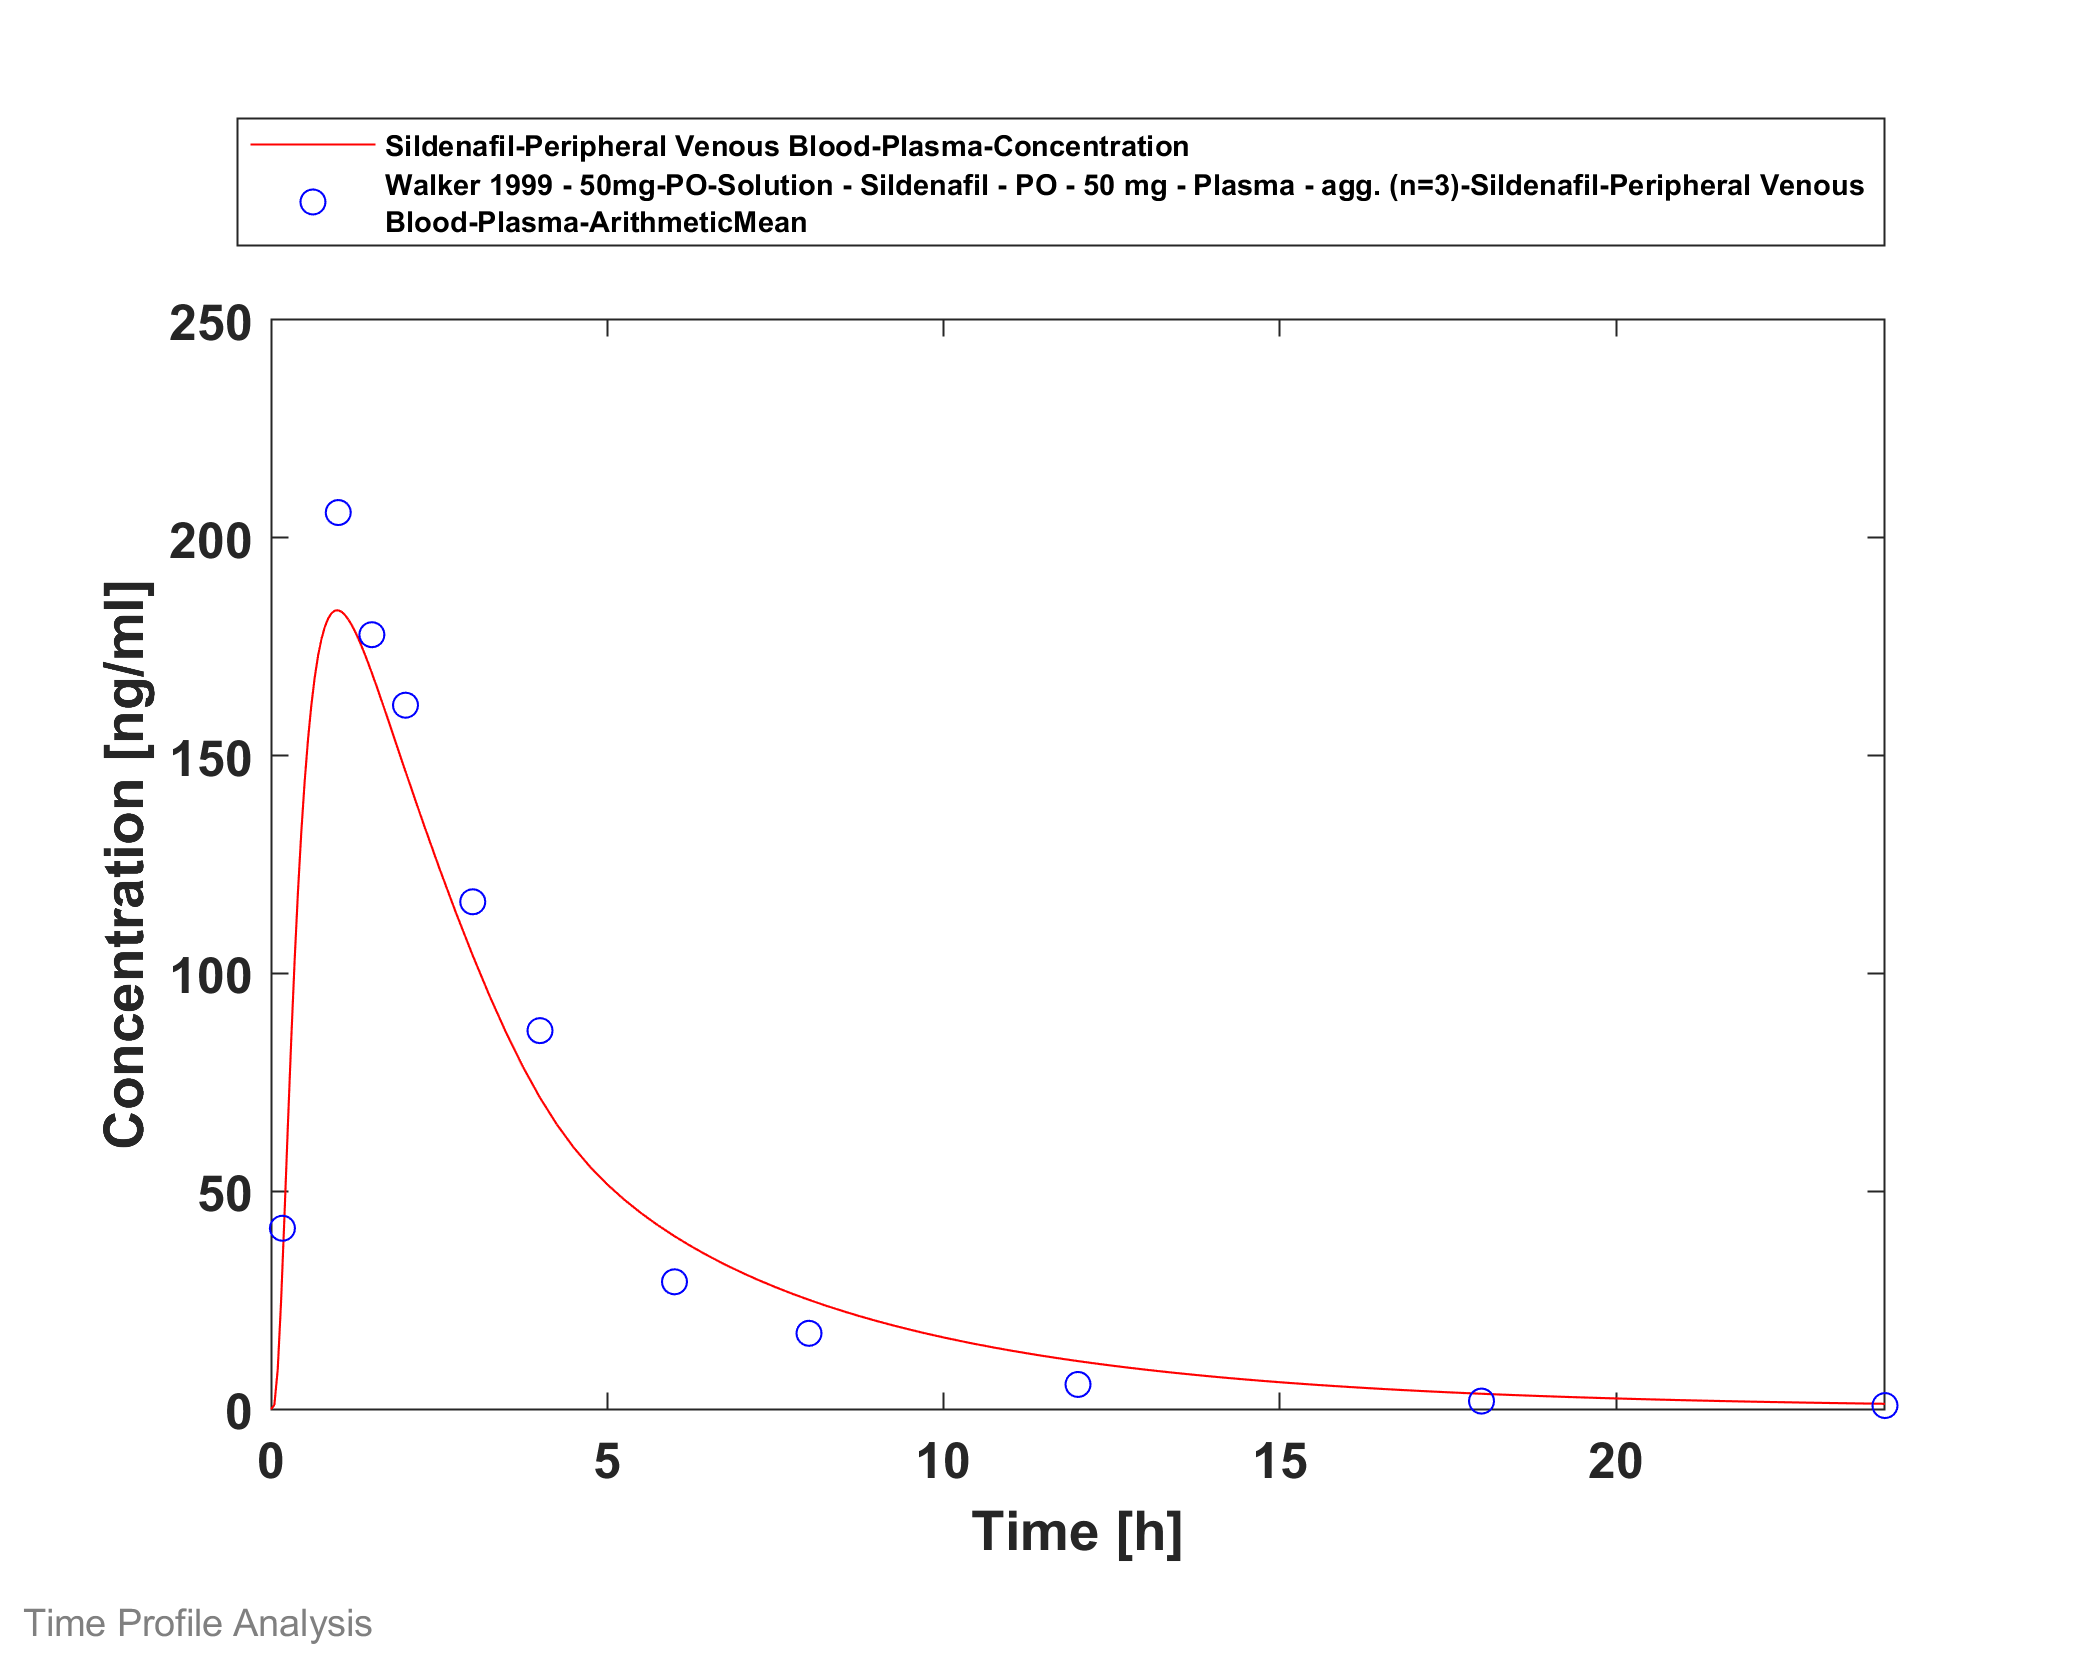 Sildenafil-Peripheral Venous Blood-Plasma-Concentration
Walker 1999 - 50mg-PO-Solution - Sildenafil - PO - 50 mg - Plasma - agg. (n=3)-Sildenafil-Peripheral Venous
Blood-Plasma-ArithmeticMean
250
200
150
100
50
0
Concentration [ng/ml]
0 5 10 15 20
Time [h]
Time Profile Analysis